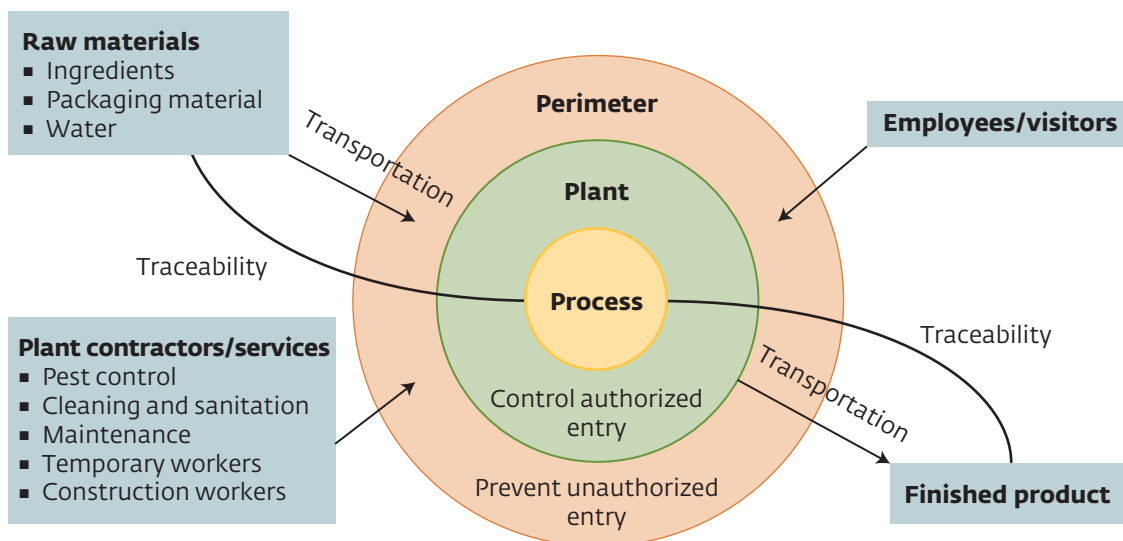 Raw materials
▪ Ingredients
▪ Packaging material
▪ Water
Transportation
Traceability
Perimeter
Plant
Process
Control authorized
entry
Prevent unauthorized
entry
Employees/visitors
Plant contractors/services
▪ Pest control
▪ Cleaning and sanitation
▪ Maintenance
▪ Temporary workers
▪ Construction workers
Traceability
Transportation
Finished product